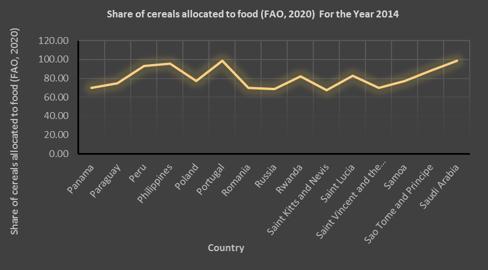 Share of cereals allocated to food (FAO, 2020)  For the Year 2014
Share of cereals allocated to food (FAO, 2020)
120.00
100.00
80.00
60.00
40.00
20.00
0.00
Panama
Paraguay
Peru
Philippines
Poland
Portugal
Romania
Russia
Rwanda
Saint Kitts and Nevis
Saint Lucia
Saint Vincent and the...
Samoa
Sao Tome and Principe
Saudi Arabia
Country